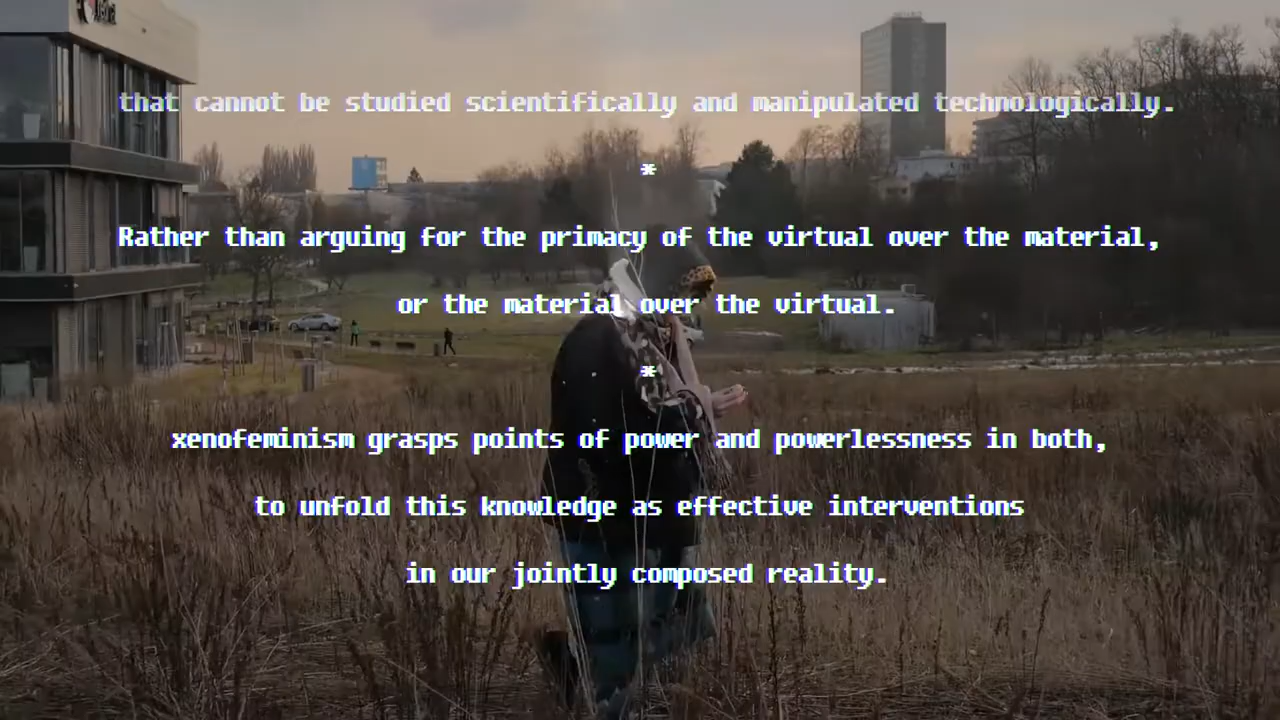 that cannot be studied scientifically and manipulated technologically.
*
Rather than arguing for the primacy of the virtual over the material,
or the material over the virtual.
*
xenofeminism grasps points of power and powerlessness in both,
to unfold this knowledge as effective interventions
in our jointly composed reality.